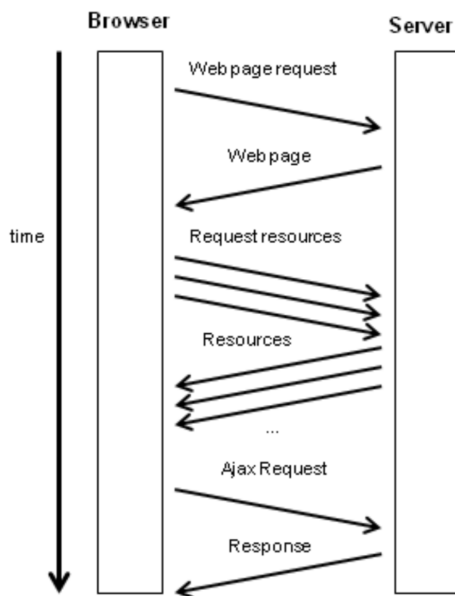 Browser
Server
Web page request
Web page
time
Request resources
Resources
...
Ajax Request
Response